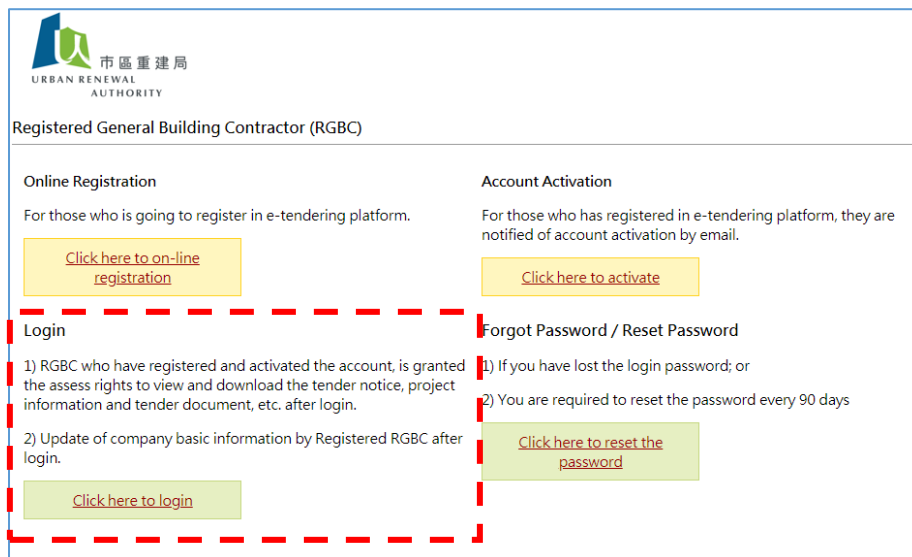 市區重建局
URBAN RENEWAL
AUTHORITY
Registered General Building Contractor (RGBC)
Online Registration
For those who is going to register in e-tendering platform.
Click here to on-line
registration
Account Activation
For those who has registered in e-tendering platform, they are
notified of account activation by email.
Click here to activate
Login
1) RGBC who have registered and activated the account, is granted
the assess rights to view and download the tender notice, project
information and tender document, etc. after login.
2) Update of company basic information by Registered RGBC after
login.
Click here to login
Forgot Password / Reset Password
1) If you have lost the login password; or
2) You are required to reset the password every 90 days
Click here to reset the
password